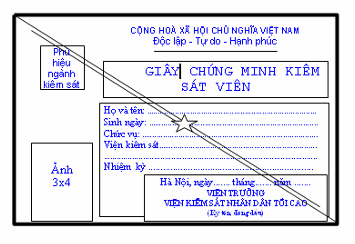 CỘNG HOÀ XÃ HỘI CHỦ NGHĨA VIỆT NAM
Độc lập - Tự do - Hạnh phúc
Phù hiệu
ngành
kiểm sát
GIẤY CHỨNG MINH KIỂM
SÁT VIÊN
Họ và tên:
Sinh ngày:
Chức vụ:
Viện kiểm sát
Nhiệm kỳ
Ảnh
3x4
Hà Nội, ngày....... tháng....... năm .......
VIỆN TRƯỞNG
VIỆN KIỂM SÁT NHÂN DÂN TỐI CAO
(Ký tên, đóng dấu)